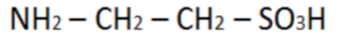 NH₂ – CH₂ – CH₂ – SO₃H